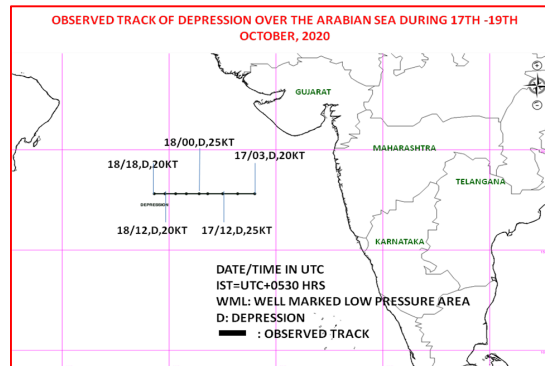 OBSERVED TRACK OF DEPRESSION OVER THE ARABIAN SEA DURING 17TH -19TH
OCTOBER, 2020
GUJARAT
18/00,D,25KT
17/03,D,20KT
MAHARASHTRA
18/18,D,20KT
TELANGANA
DEPRESSION
18/12,D,20KT
17/12,D,25KT
KARNATAKA
DATE/TIME IN UTC
IST=UTC+0530 HRS
WML: WELL MARKED LOW PRESSURE AREA
D: DEPRESSION
: OBSERVED TRACK